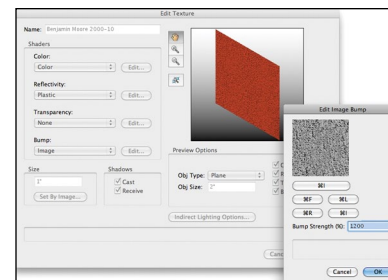 Edit Texture
Name: Benjamin Moore 2000-10
Shaders
Color:
Color Edit...
Reflectivity:
Plastic Edit...
Transparency:
None Edit...
Bump:
Image Edit...
Size
1"
Set By Image...
Shadows
Cast
Receive
Preview Options
Obj Type: Plane
Obj Size: 2"
Indirect Lighting Options...
Edit Image Bump
⌘I
⌘F ⌘L
⌘R ⌘I
Bump Strength (%): 1200
Cancel OK